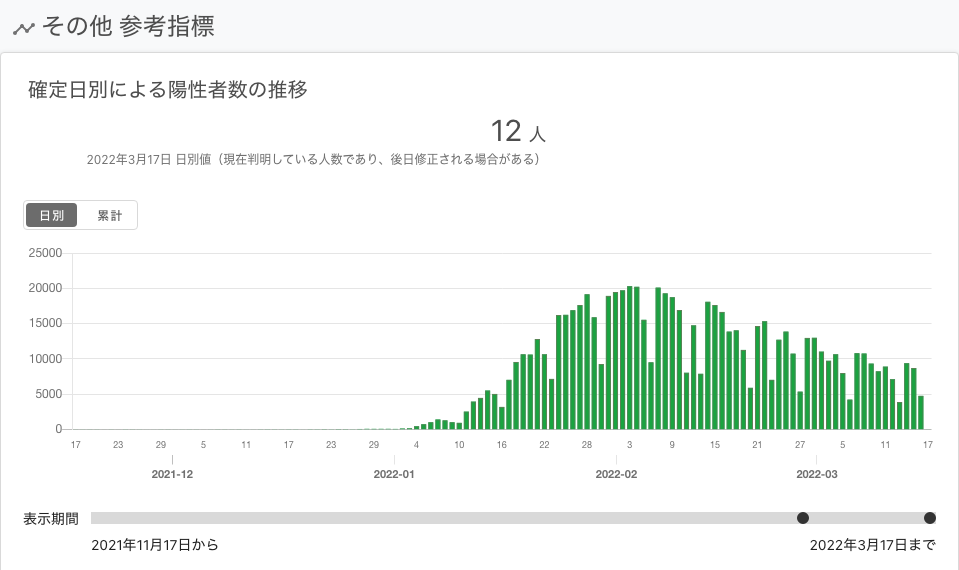 その他 参考指標
確定日別による陽性者数の推移
12 人
2022年3月17日 日別値（現在判明している人数であり、後日修正される場合がある）
日別 累計
25000
20000
15000
10000
5000
0
17 23 29 5 11 17 23 29 4 10 16 22 28 3 9 15 21 27 5 11 17
2021-12 2022-01 2022-02 2022-03
表示期間
2021年11月17日から 2022年3月17日まで